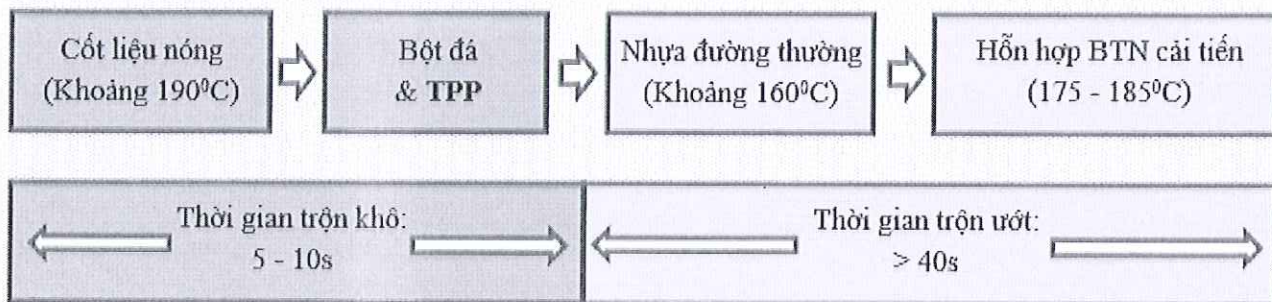 Cốt liệu nóng
(Khoảng 190⁰C)
Bột đá
& TPP
Nhựa đường thường
(Khoảng 160⁰C)
Hỗn hợp BTN cải tiến
(175 - 185⁰C)
Thời gian trộn khô:
5 - 10s
Thời gian trộn ướt:
> 40s